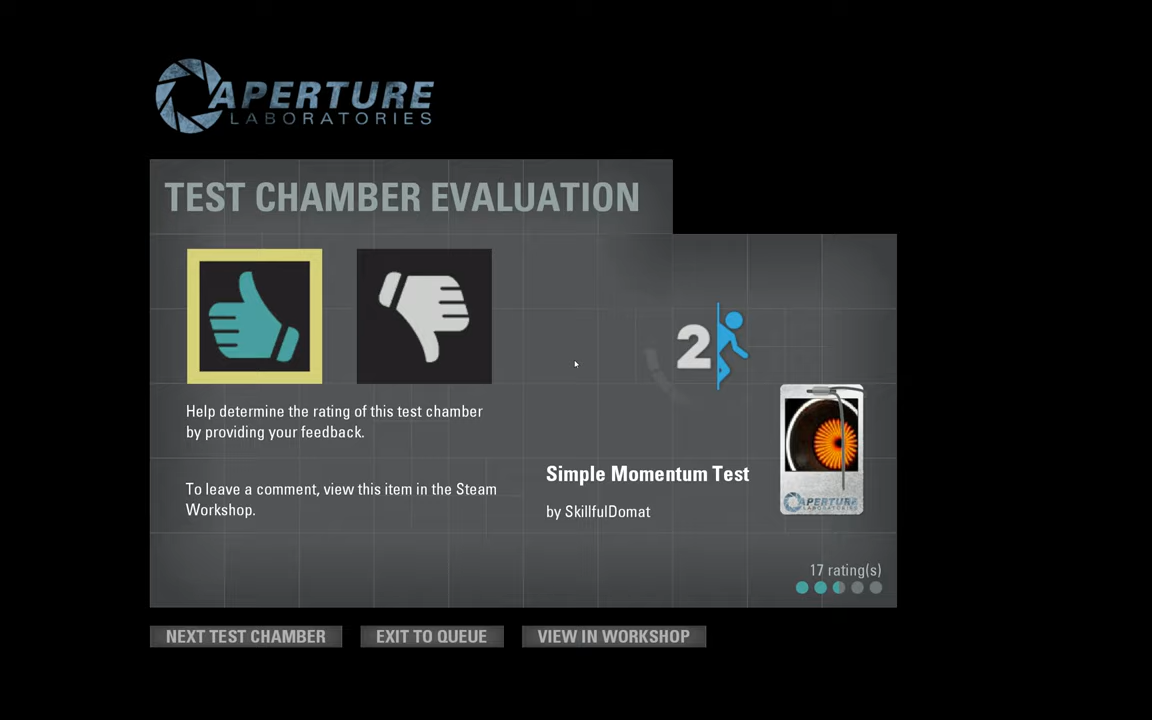 APERTURE
LABORATORIES
TEST CHAMBER EVALUATION
2
Help determine the rating of this test chamber
by providing your feedback.
To leave a comment, view this item in the Steam
Workshop.
Simple Momentum Test
by SkillfulDomat
APERTURE
LABORATORIES
17 rating(s)
NEXT TEST CHAMBER
EXIT TO QUEUE
VIEW IN WORKSHOP